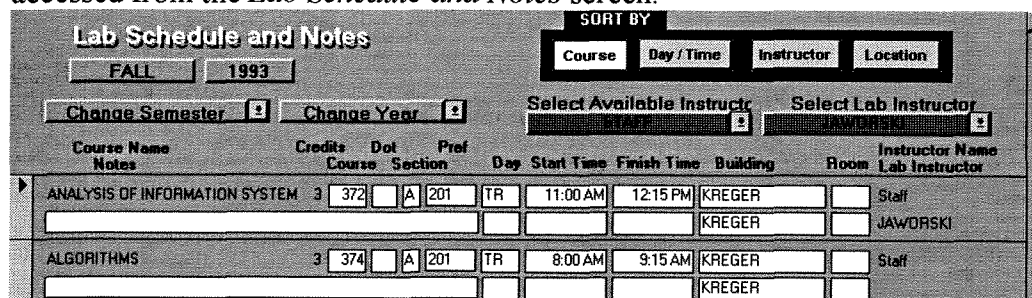 accessed from the Lab Schedule and Notes screen.
SORT BY
Lab Schedule and Notes
Course Day / Time Instructor Location
FALL 1993
Select Available Instructc Select Lab Instructor
Change Semester Change Year STAFF JAWORSKI
Course Name Credits Dot Pref Instructor Name
Notes Course Section Day Start Time Finish Time Building Room Lab Instructor
ANALYSIS OF INFORMATION SYSTEM 3 372 A 201 TR 11:00 AM 12:15 PM KREGER Staff
KREGER JAWORSKI
ALGORITHMS 3 374 A 201 TR 8:00 AM 9:15 AM KREGER Staff
KREGER